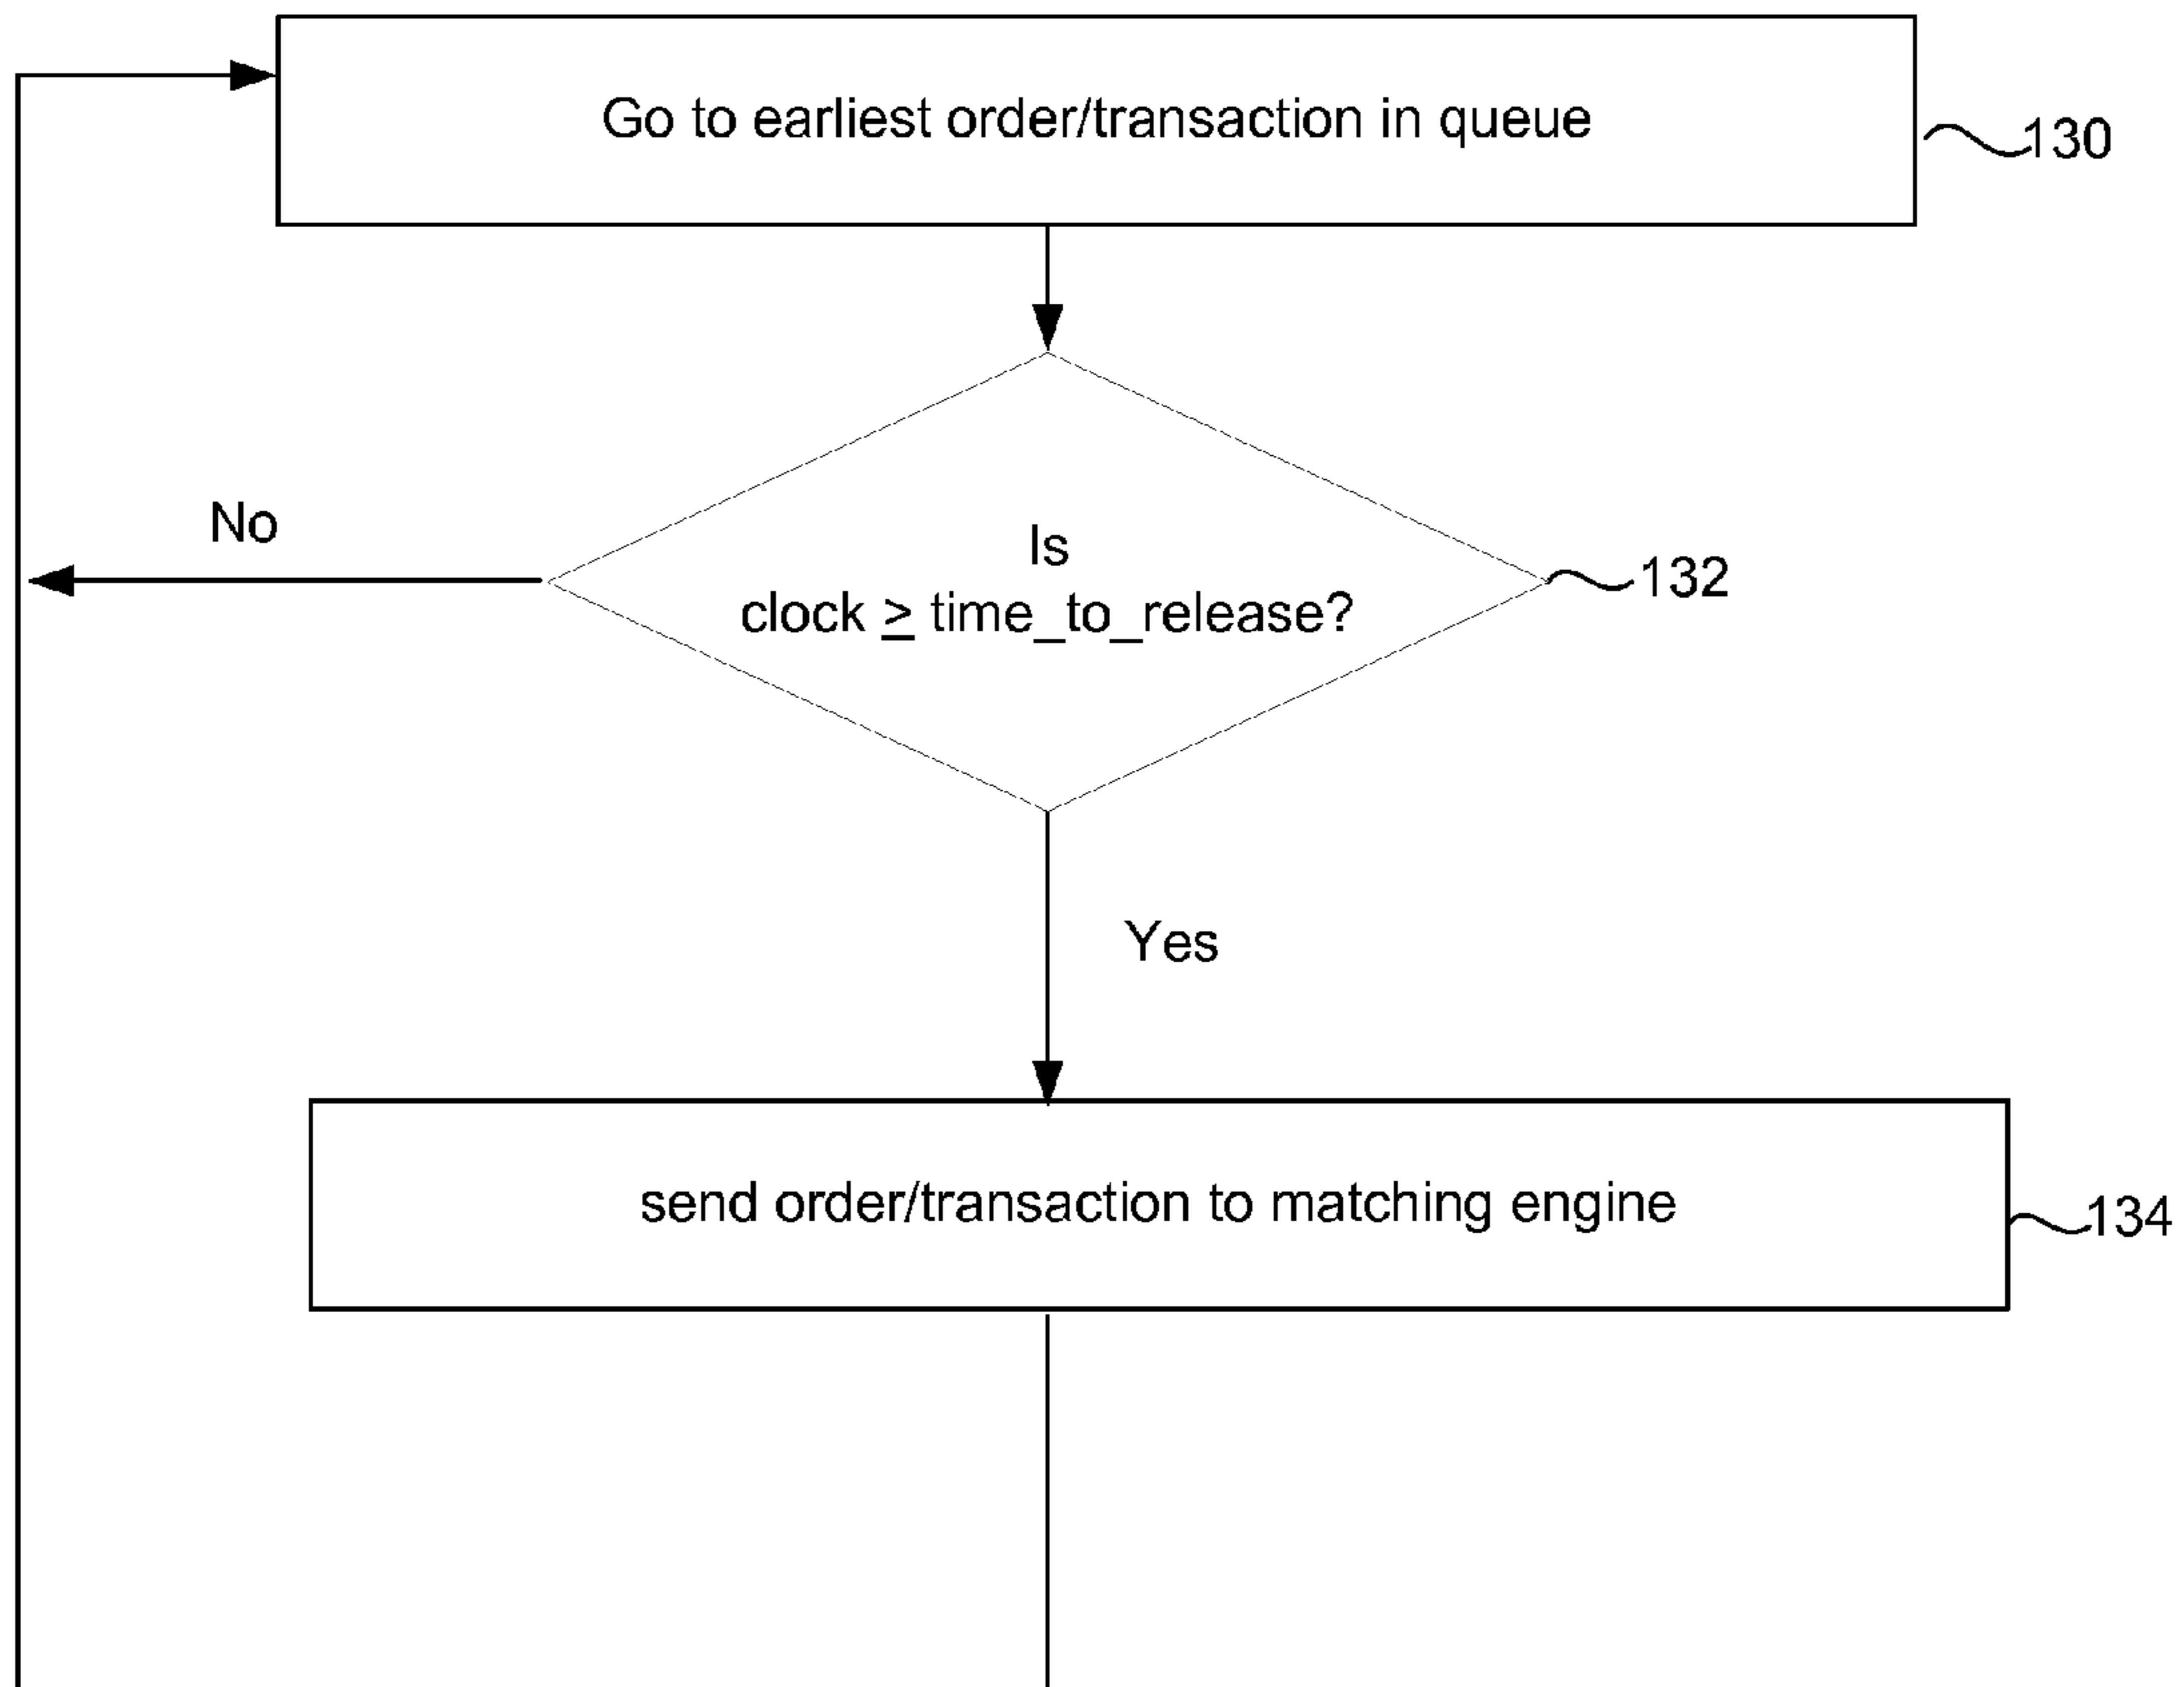 Go to earliest order/transaction in queue
130
No
Is
clock ≥ time_to_release?
132
Yes
send order/transaction to matching engine
134